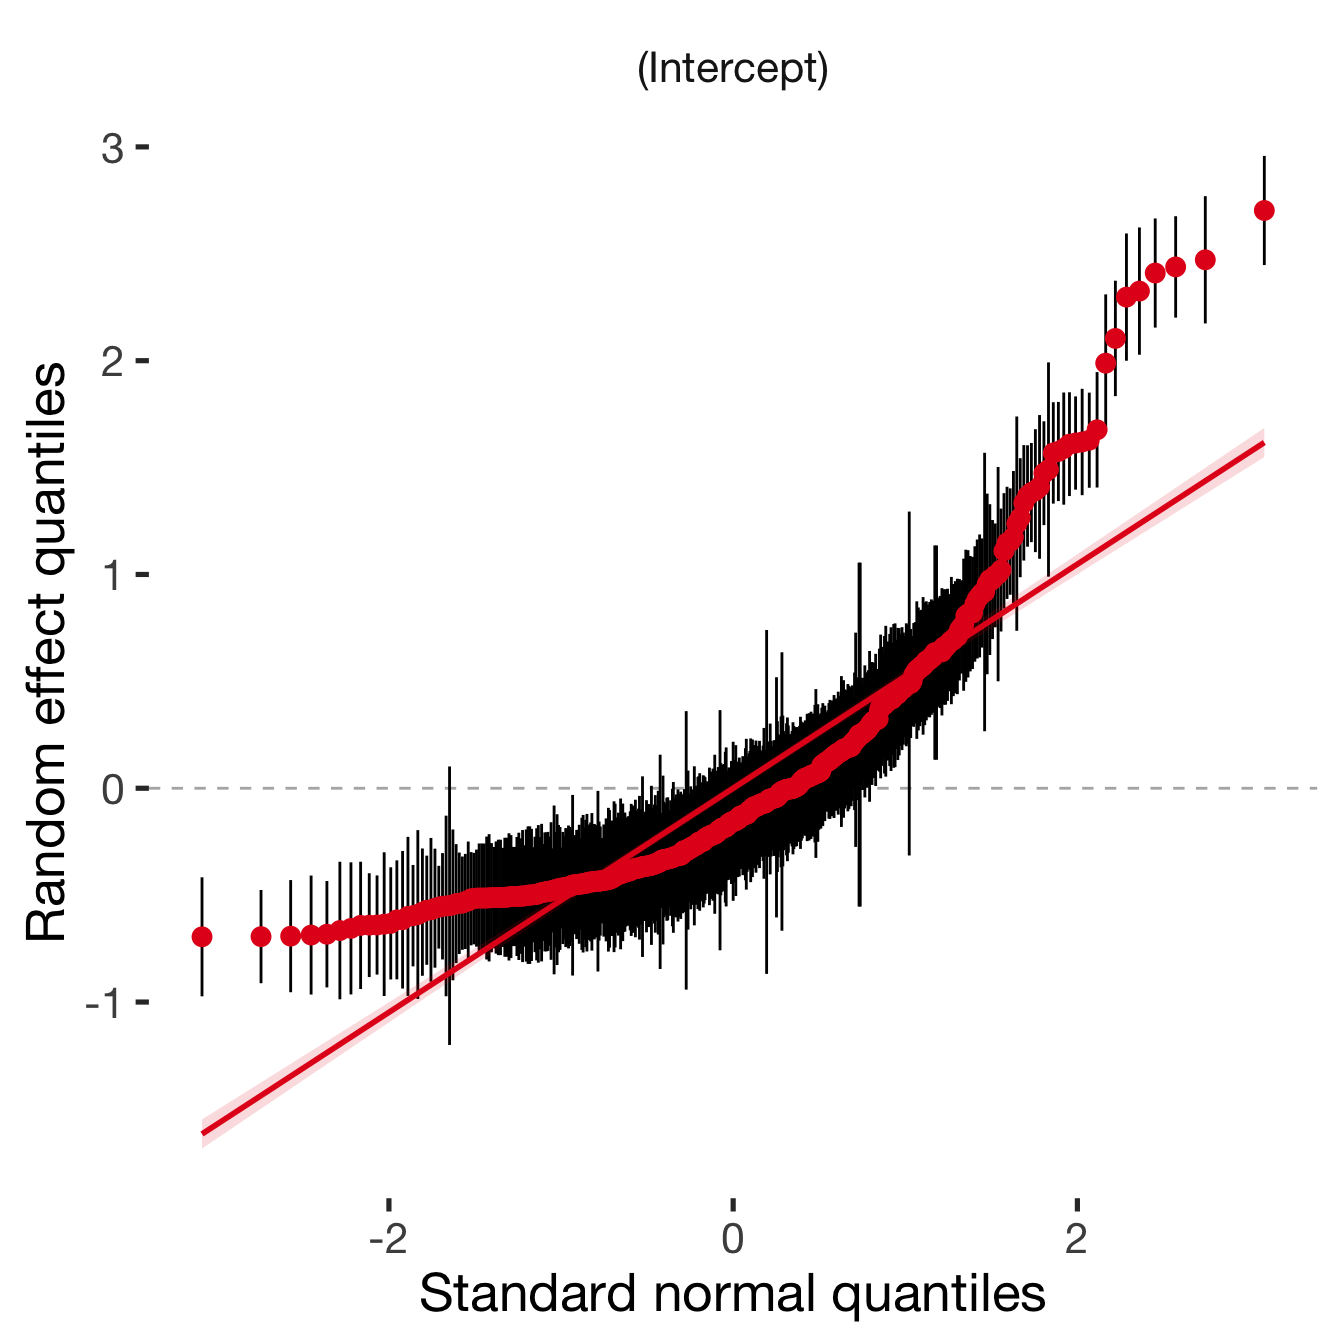 (Intercept)
3
2
1
0
-1
Random effect quantiles
-2 0 2
Standard normal quantiles